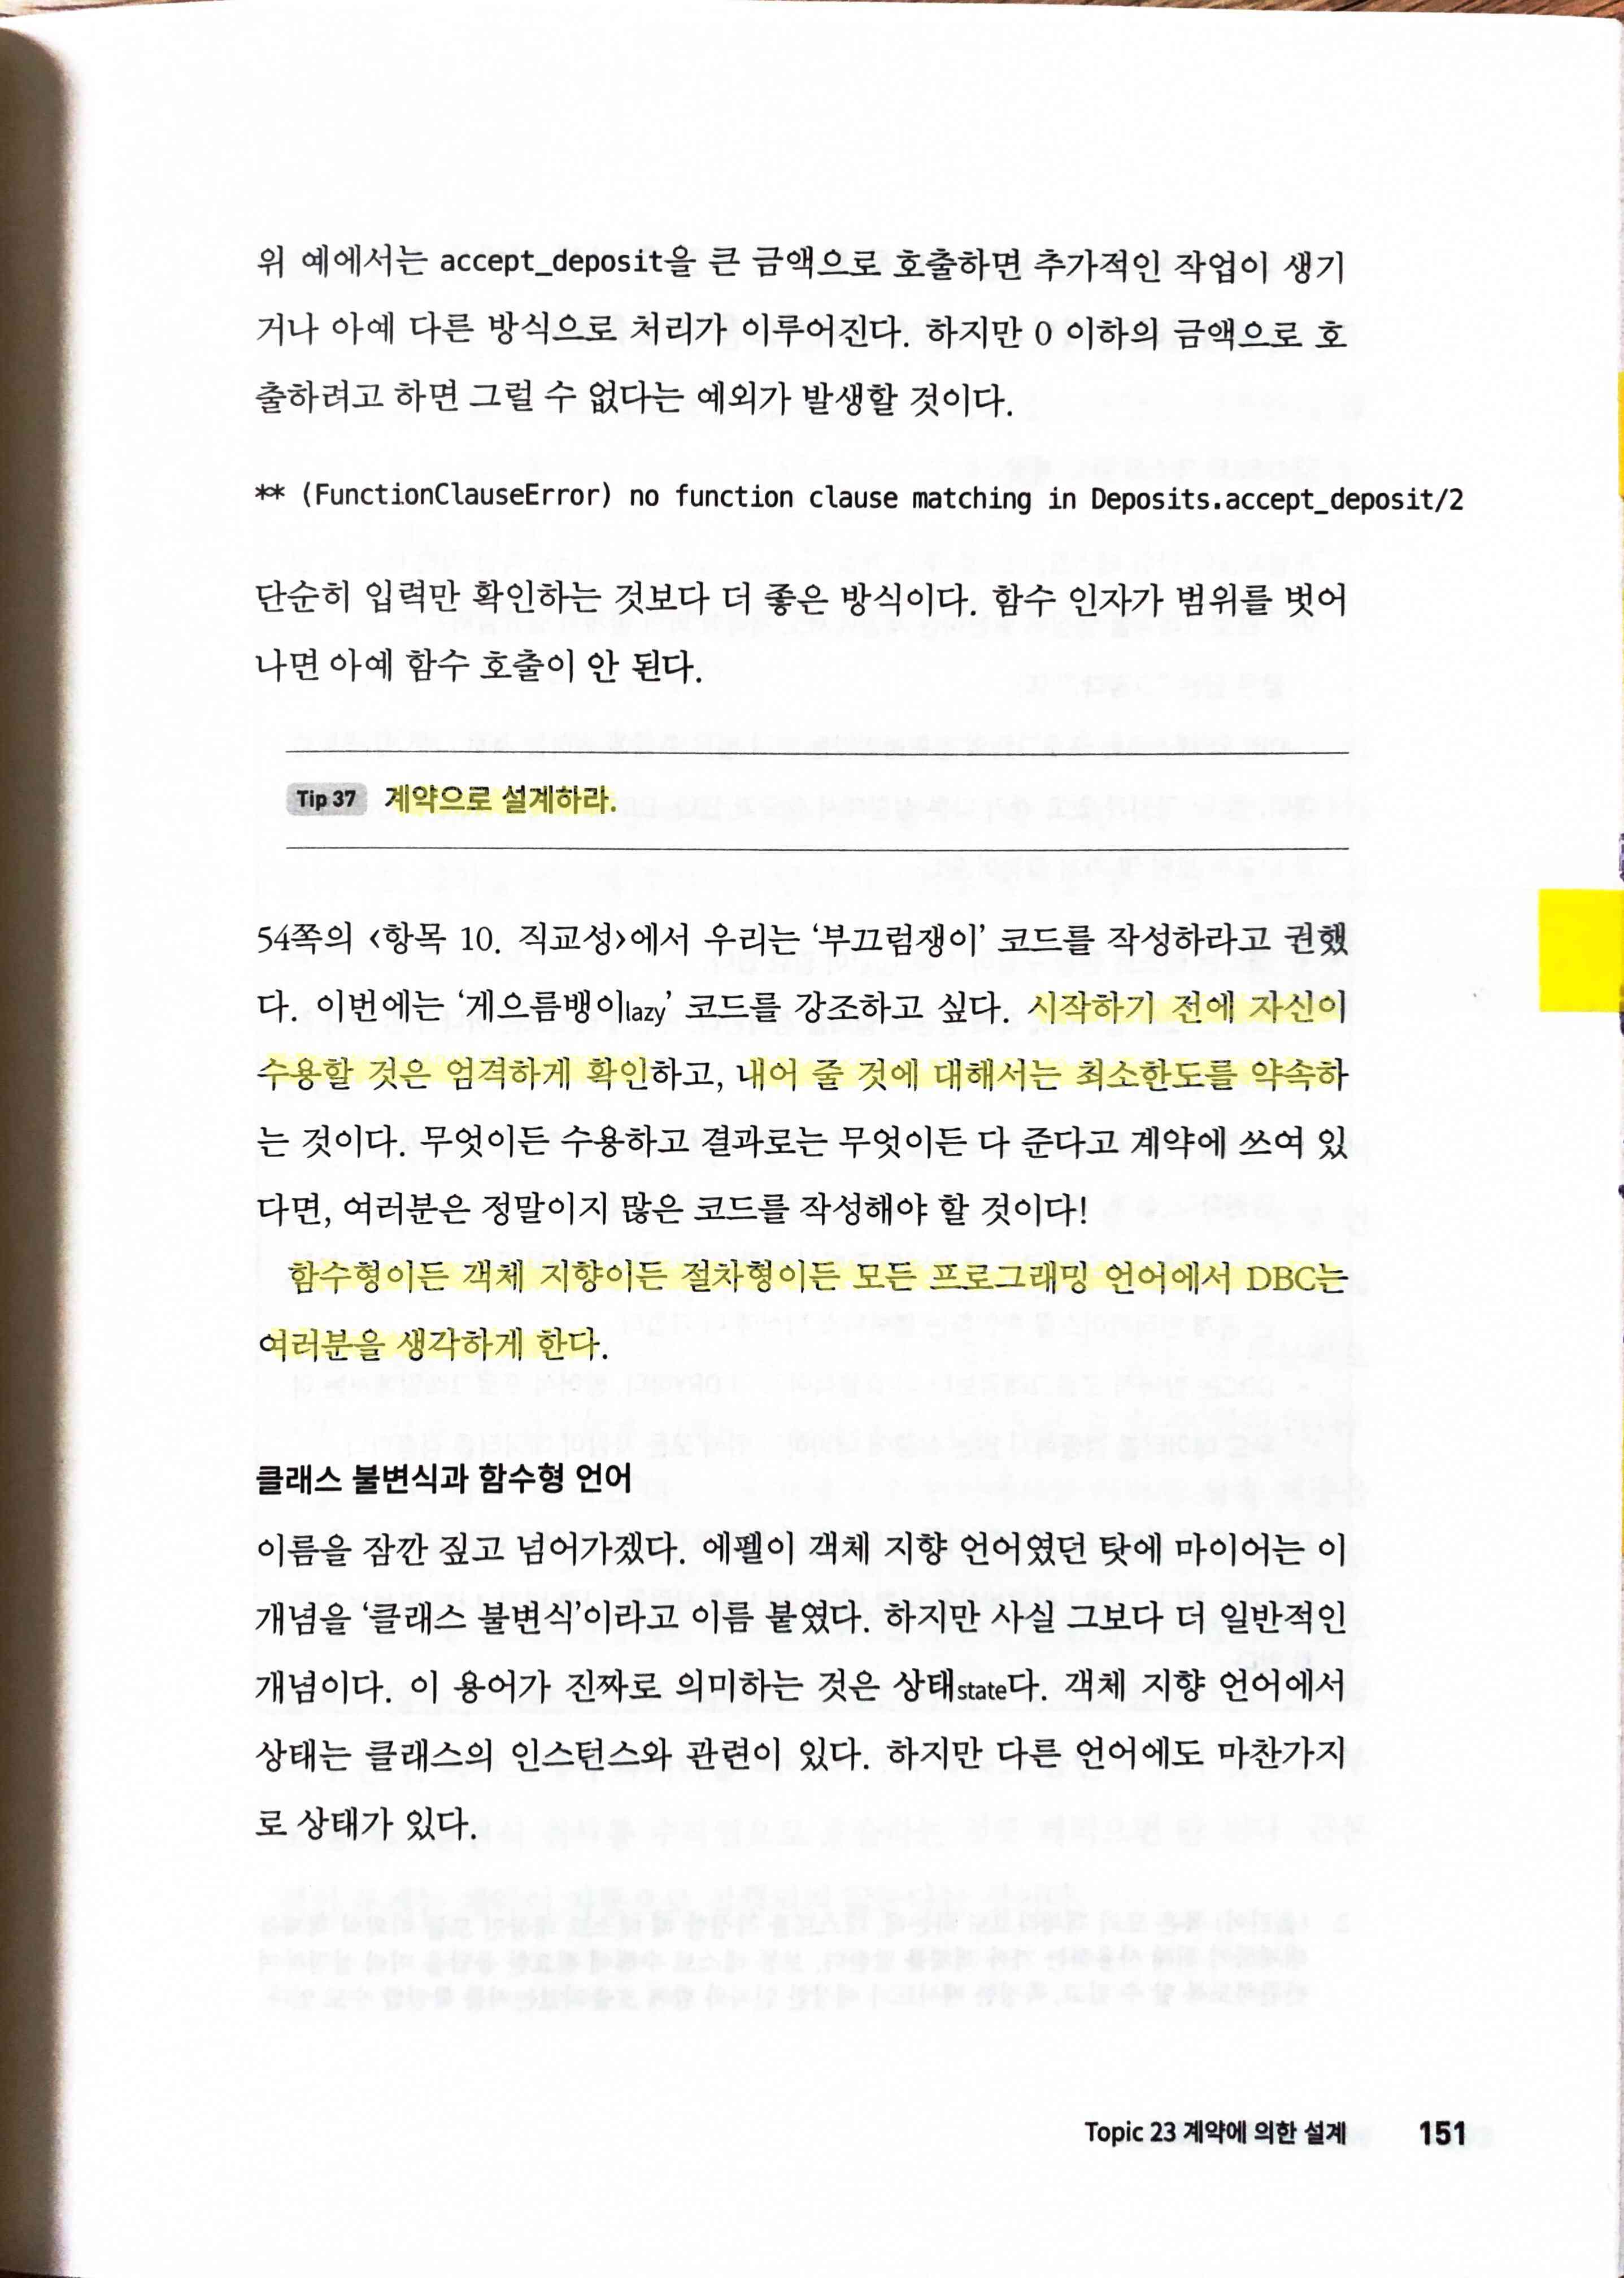 위 예에서는 accept_deposit을 큰 금액으로 호출하면 추가적인 작업이 생기
거나 아예 다른 방식으로 처리가 이루어진다. 하지만 0 이하의 금액으로 호
출하려고 하면 그럴 수 없다는 예외가 발생할 것이다.
** (FunctionClauseError) no function clause matching in Deposits.accept_deposit/2
단순히 입력만 확인하는 것보다 더 좋은 방식이다. 함수 인자가 범위를 벗어
나면 아예 함수 호출이 안 된다.
Tip 37 계약으로 설계하라.
54쪽의 <항목 10. 직교성>에서 우리는 ‘부끄럼쟁이’ 코드를 작성하라고 권했
다. 이번에는 ‘게으름뱅이lazy’ 코드를 강조하고 싶다. 시작하기 전에 자신이
수용할 것은 엄격하게 확인하고, 내어 줄 것에 대해서는 최소한도를 약속하
는 것이다. 무엇이든 수용하고 결과로는 무엇이든 다 준다고 계약에 쓰여 있
다면, 여러분은 정말이지 많은 코드를 작성해야 할 것이다!
함수형이든 객체 지향이든 절차형이든 모든 프로그래밍 언어에서 DBC는
여러분을 생각하게 한다.
클래스 불변식과 함수형 언어
이름을 잠깐 짚고 넘어가겠다. 에펠이 객체 지향 언어였던 탓에 마이어는 이
개념을 ‘클래스 불변식’이라고 이름 붙였다. 하지만 사실 그보다 더 일반적인
개념이다. 이 용어가 진짜로 의미하는 것은 상태state다. 객체 지향 언어에서
상태는 클래스의 인스턴스와 관련이 있다. 하지만 다른 언어에도 마찬가지
로 상태가 있다.
Topic 23 계약에 의한 설계 151